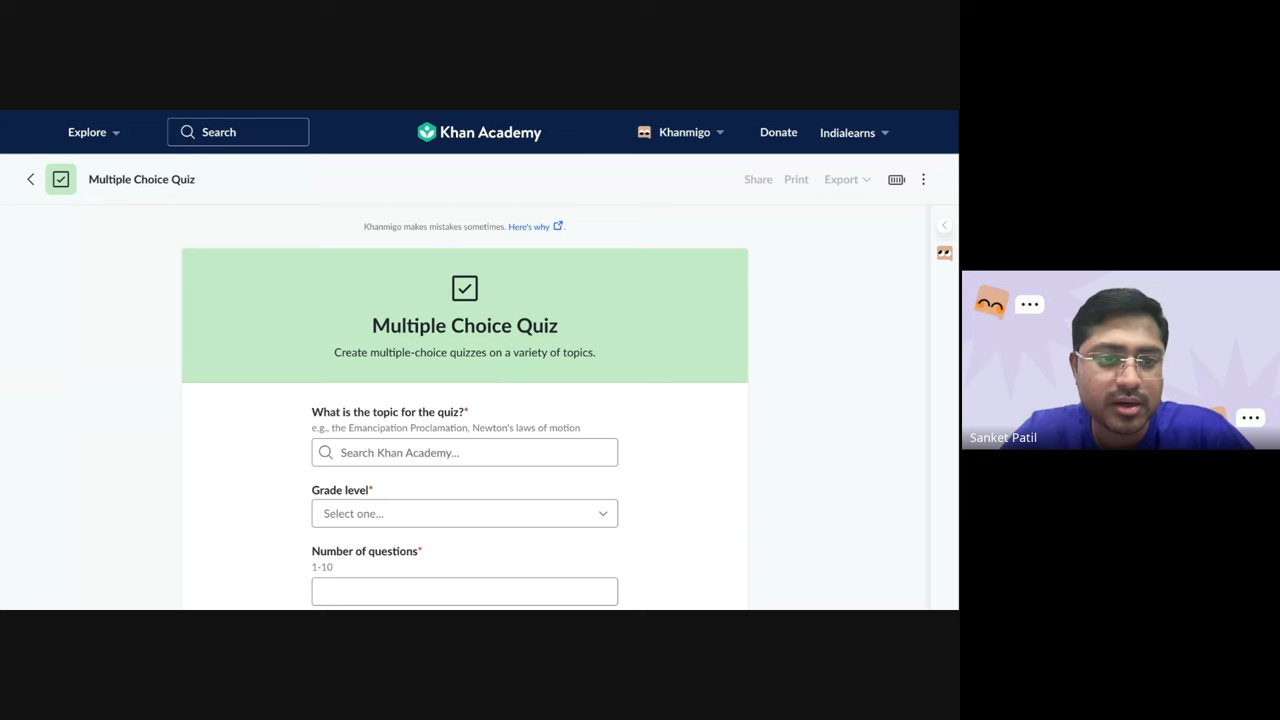 Explore
Search
Khan Academy
Khanmigo
Donate
Indialearns
Multiple Choice Quiz
Share
Print
Export
Khanmigo makes mistakes sometimes. Here's why.
Multiple Choice Quiz
Create multiple-choice quizzes on a variety of topics.
What is the topic for the quiz?*
e.g., the Emancipation Proclamation, Newton's laws of motion
Search Khan Academy...
Grade level*
Select one...
Number of questions*
1-10
Sanket Patil